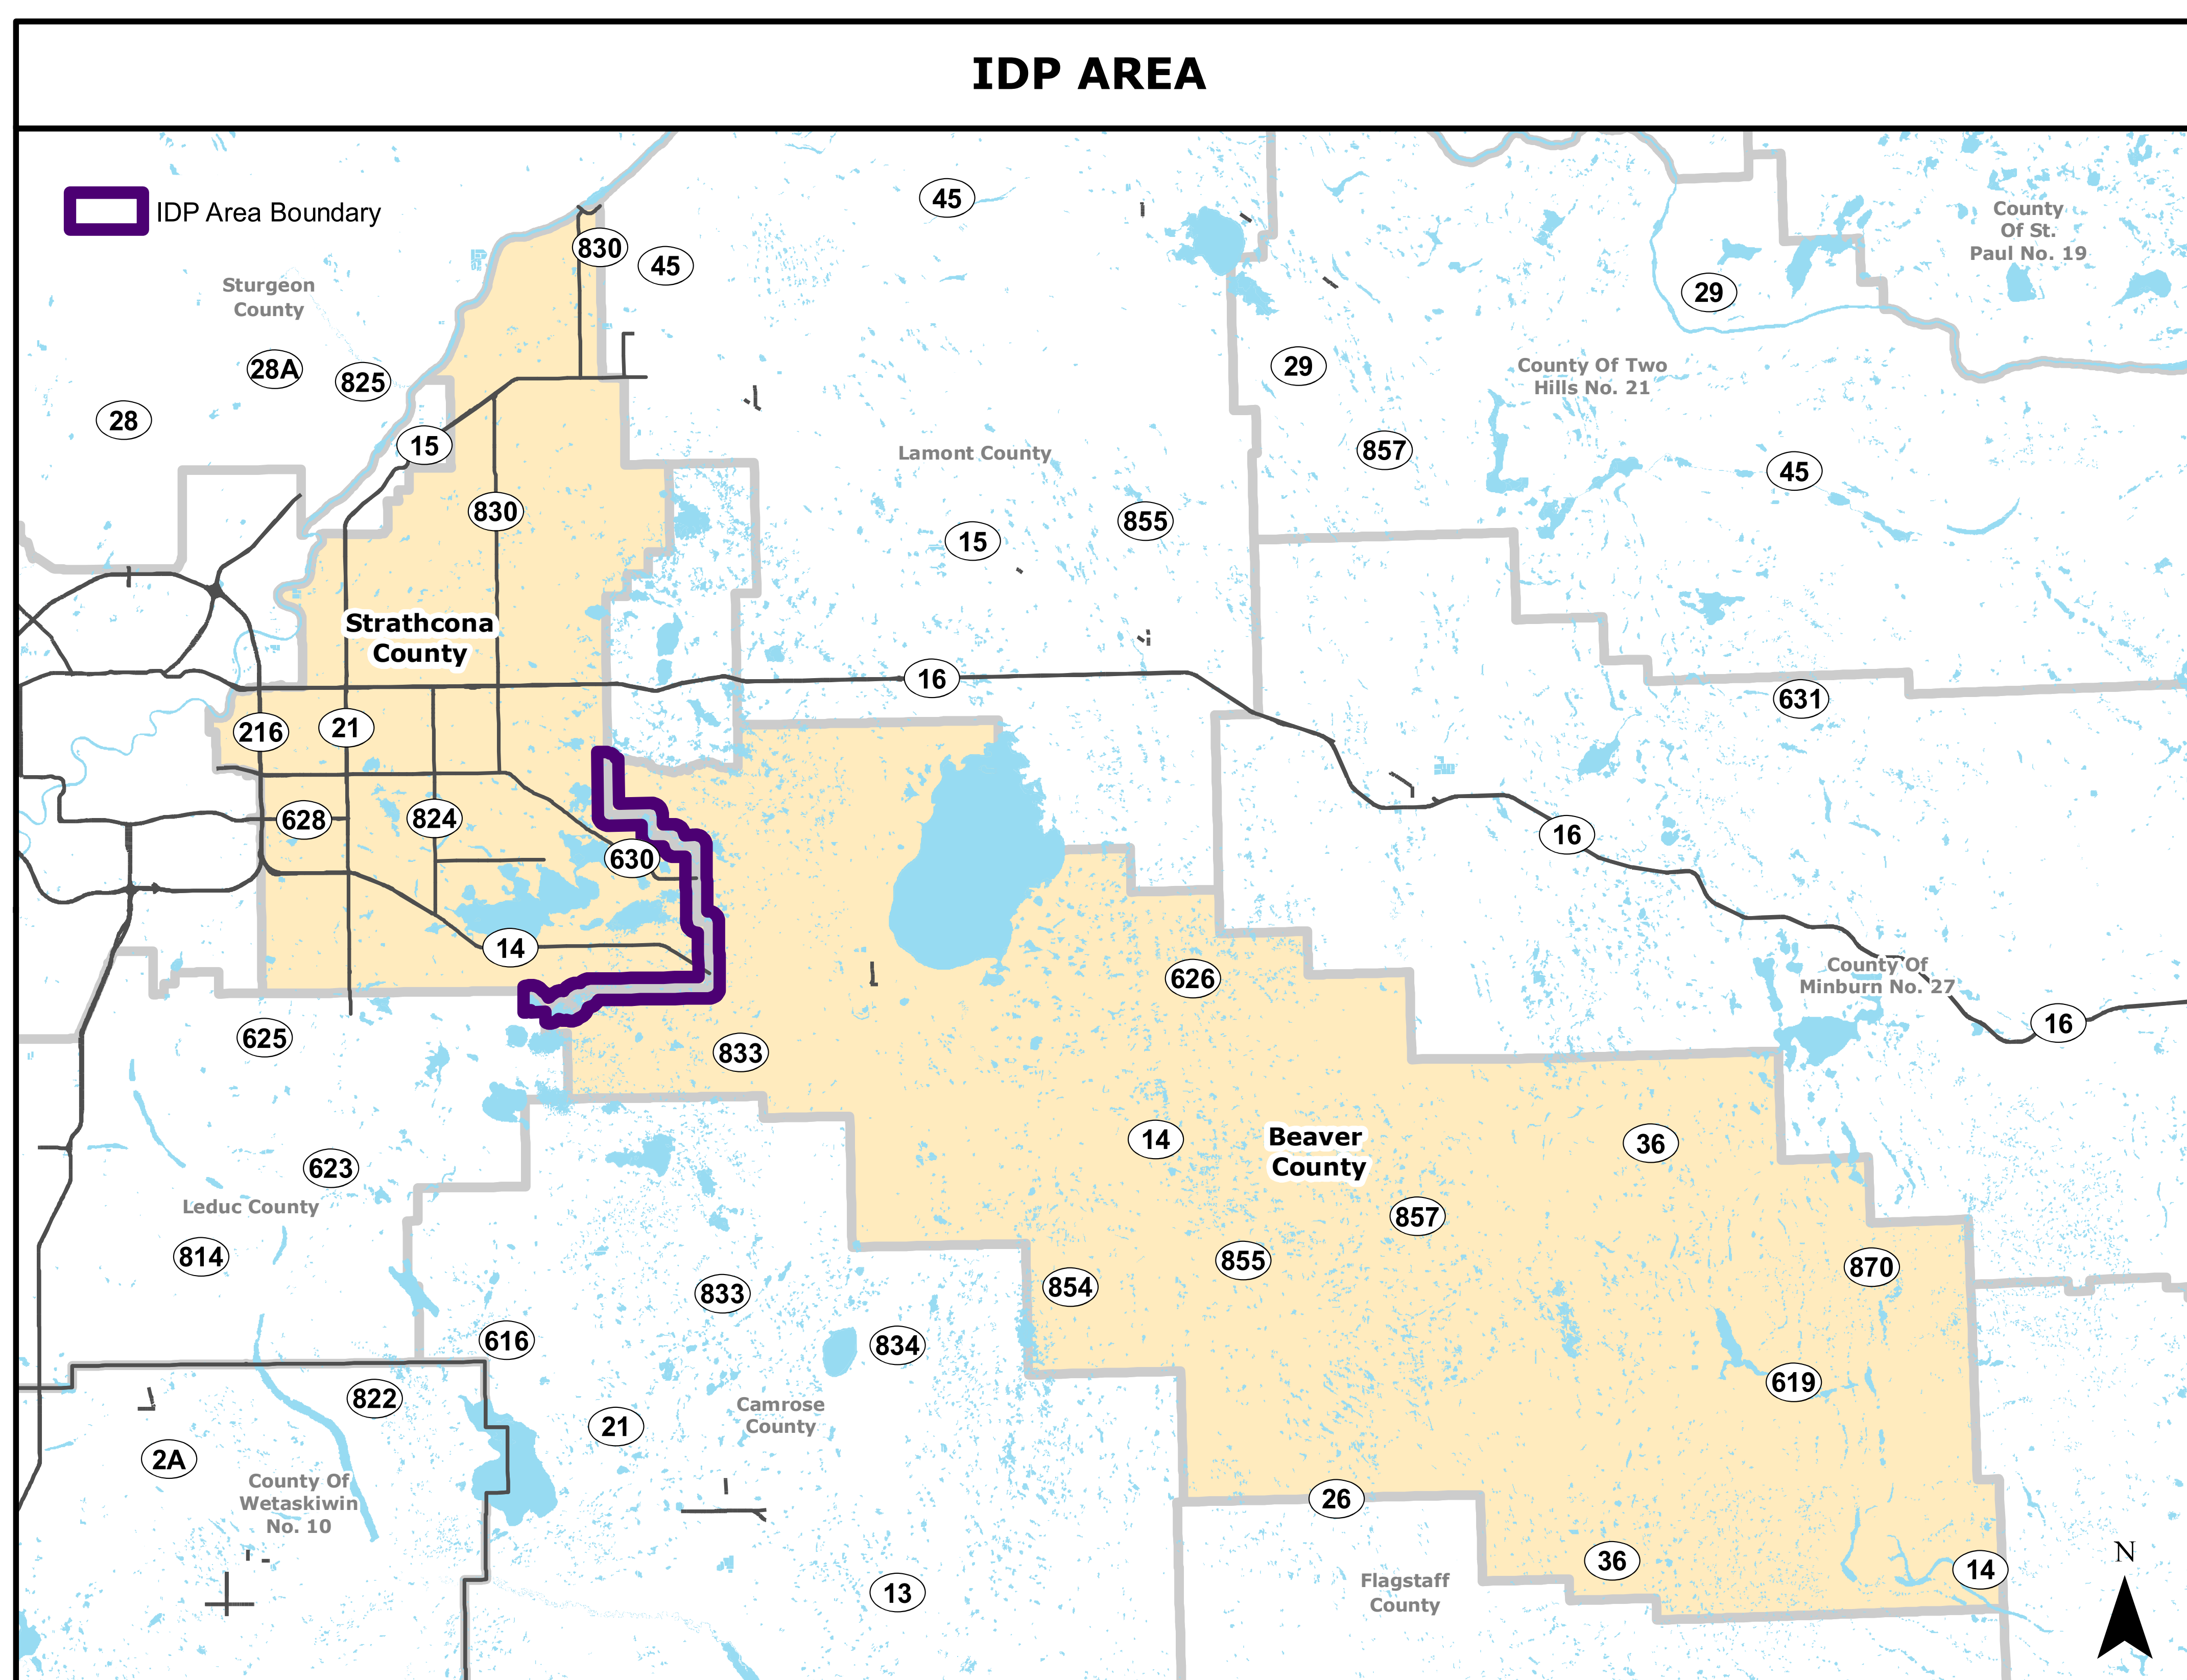 IDP AREA
IDP Area Boundary
45
830
45
Sturgeon
County
County
Of St.
Paul No. 19
29
28A
825
29
County Of Two
Hills No. 21
28
15
Lamont County
857
45
830
855
15
Strathcona
County
16
631
216
21
628
824
16
630
14
626
County Of
Minburn No. 27
16
625
833
14
Beaver
County
36
623
Leduc County
857
814
855
870
854
833
616
834
822
619
21
Camrose
County
2A
County Of
Wetaskiwin
No. 10
26
36
14
N
13
Flagstaff
County